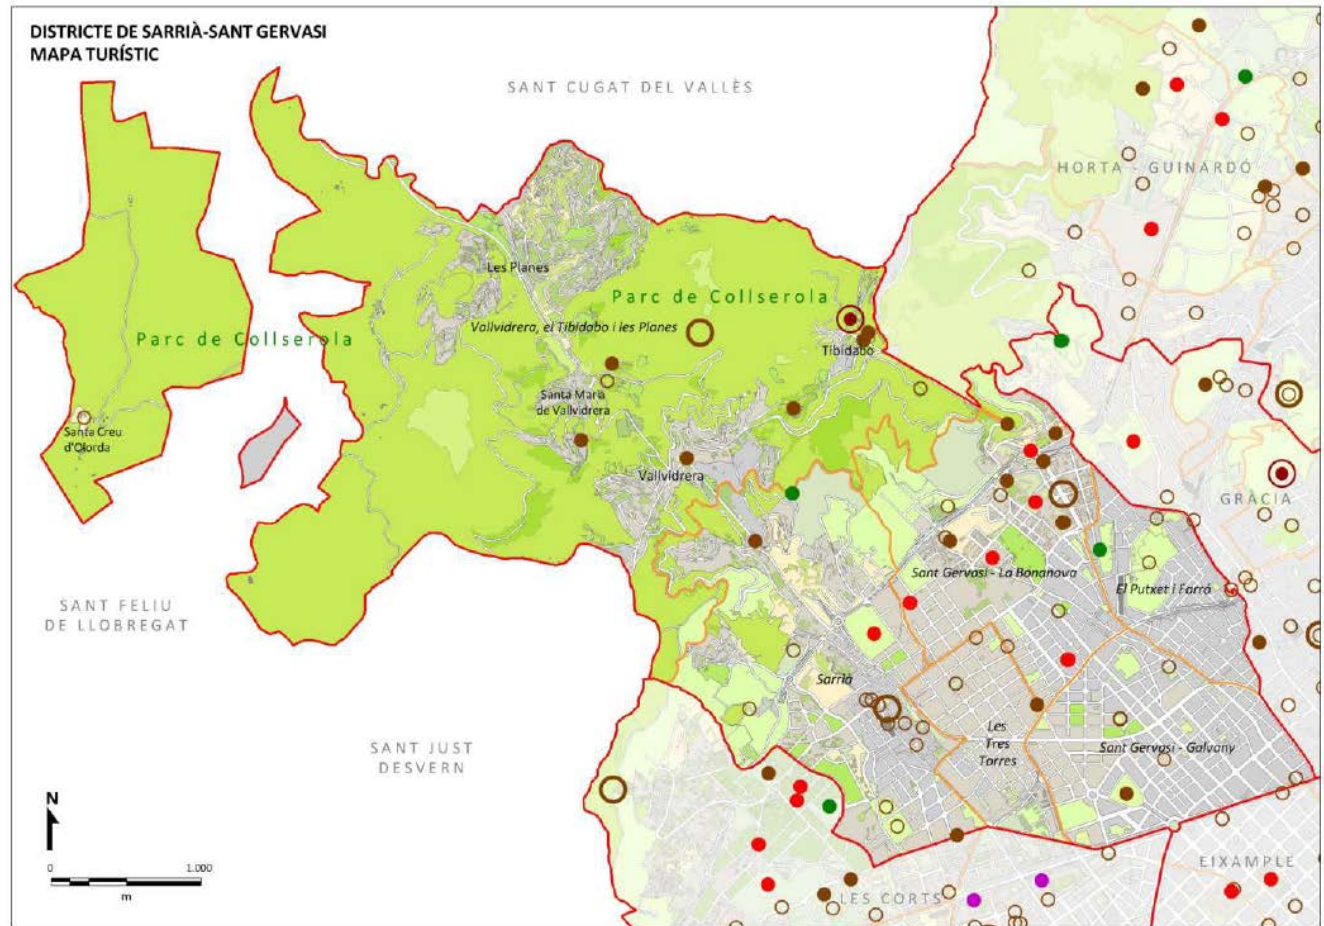 DISTRICTE DE SARRIÀ-SANT GERVASI
MAPA TURÍSTIC
SANT CUGAT DEL VALLÈS
HORTA - GUINARDÓ
Les Planes
Parc de Collserola
Vallvidrera, el Tibidabo i les Planes
Parc de Collserola
Tibidabo
Santa Maria
de Vallvidrera
Santa Creu
d'Olorda
Vallvidrera
GRÀCIA
Sant Gervasi - La Bonanova
El Putxet i Farró
SANT FELIU
DE LLOBREGAT
Sarrià
Les
Tres
Torres
Sant Gervasi - Galvany
SANT JUST
DESVERN
N
0 1.000
m
EIXAMPLE
LES CORTS